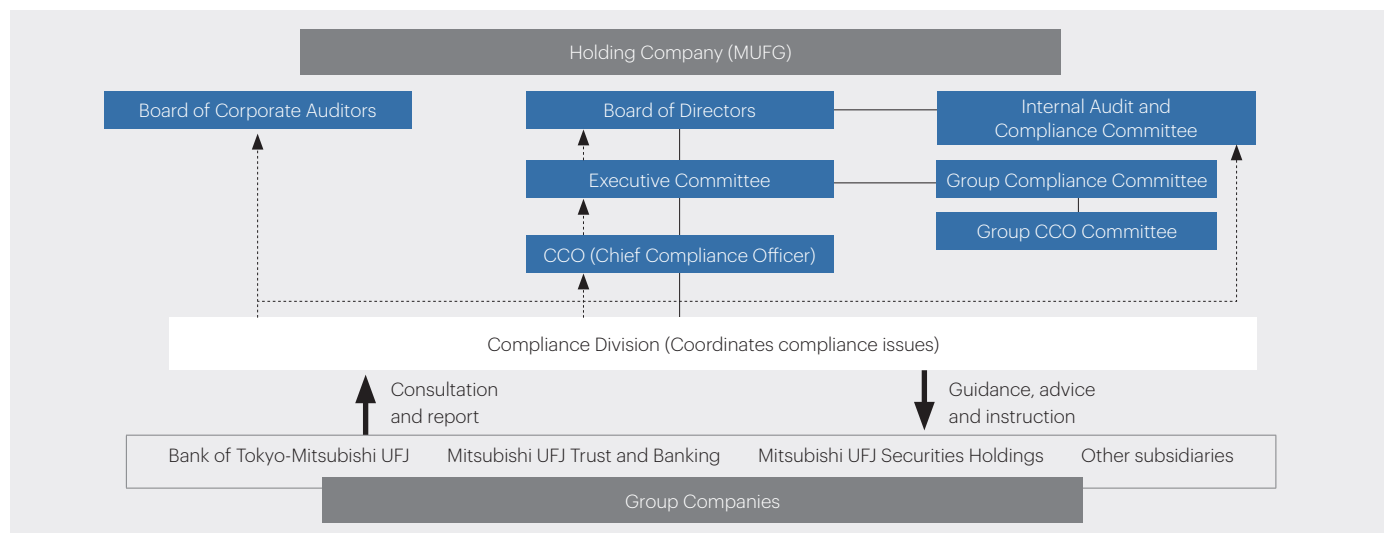 Holding Company (MUFG)
Board of Corporate Auditors
Board of Directors
Internal Audit and
Compliance Committee
Executive Committee
Group Compliance Committee
Group CCO Committee
CCO (Chief Compliance Officer)
Compliance Division (Coordinates compliance issues)
Consultation
and report
Guidance, advice
and instruction
Bank of Tokyo-Mitsubishi UFJ
Mitsubishi UFJ Trust and Banking
Mitsubishi UFJ Securities Holdings
Other subsidiaries
Group Companies